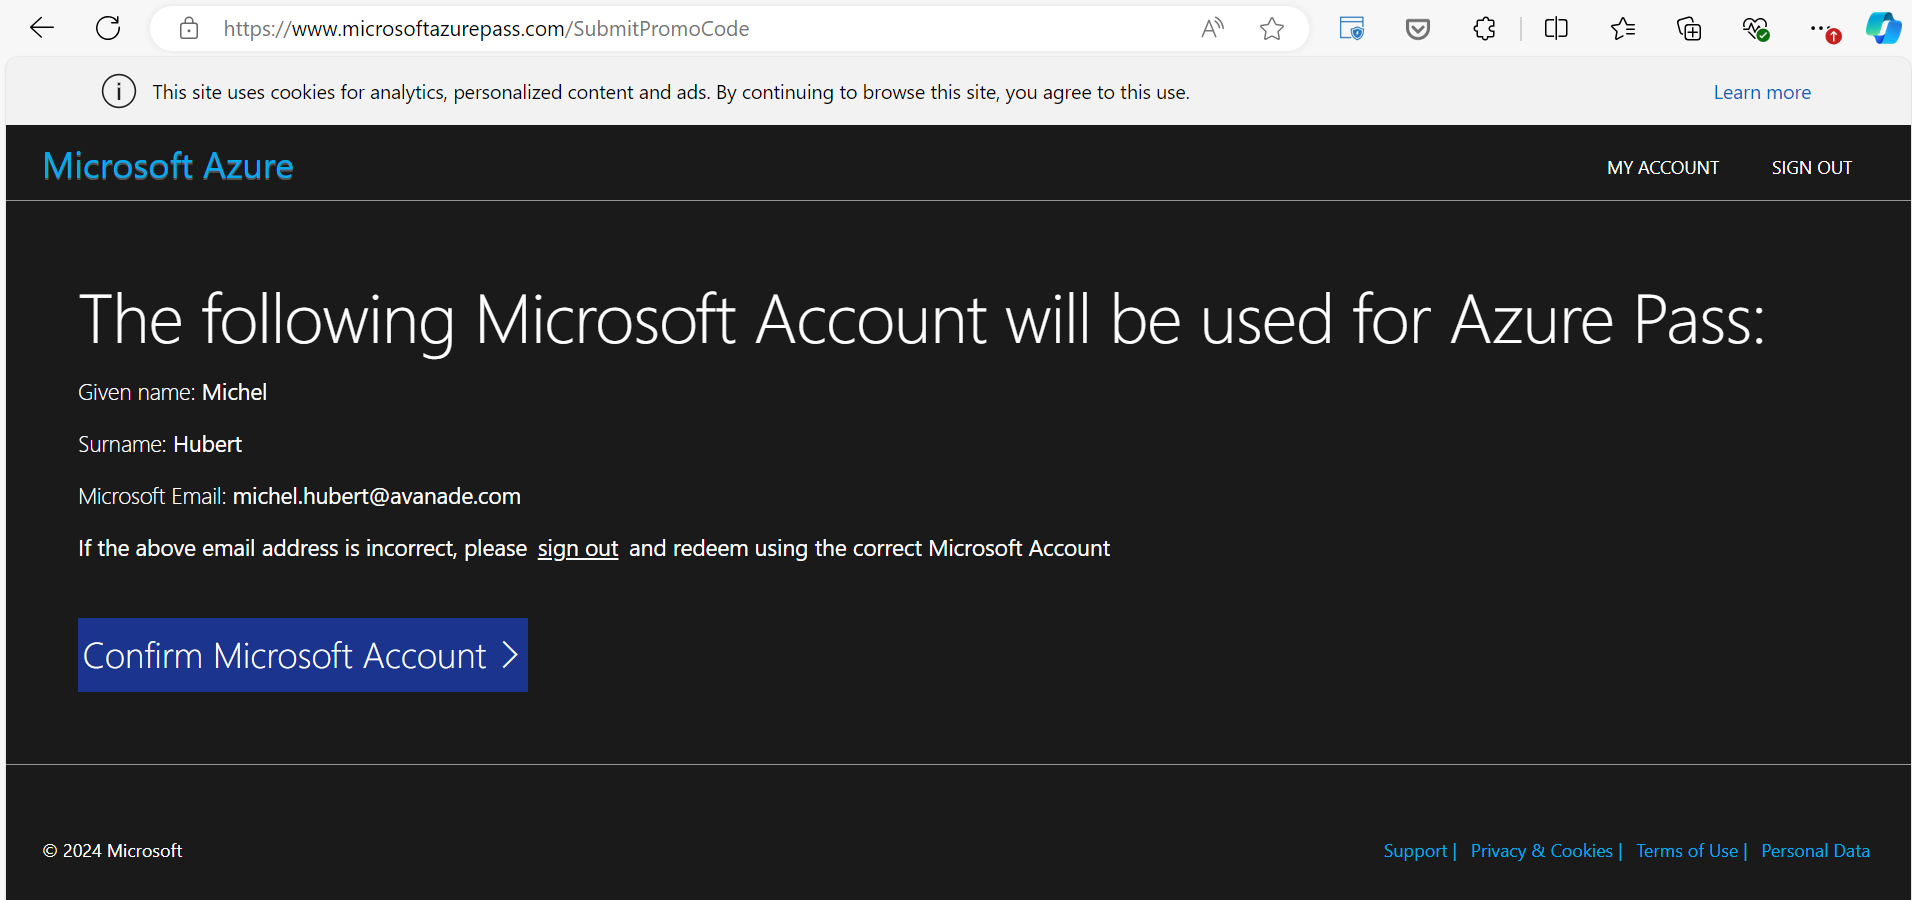 https://www.microsoftazurepass.com/SubmitPromoCode
This site uses cookies for analytics, personalized content and ads. By continuing to browse this site, you agree to this use.
Learn more
Microsoft Azure
MY ACCOUNT
SIGN OUT
The following Microsoft Account will be used for Azure Pass:
Given name: Michel
Surname: Hubert
Microsoft Email: michel.hubert@avanade.com
If the above email address is incorrect, please sign out and redeem using the correct Microsoft Account
Confirm Microsoft Account
© 2024 Microsoft
Support | Privacy & Cookies | Terms of Use | Personal Data